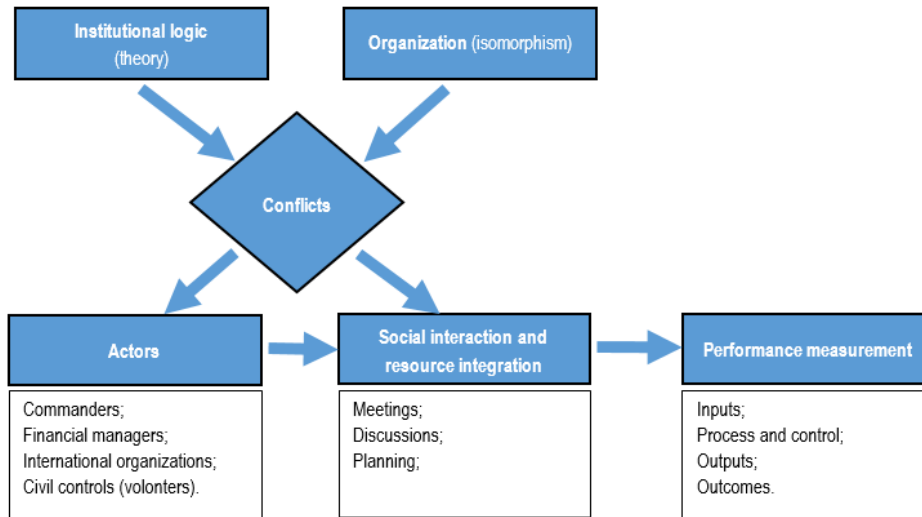 Institutional logic
(theory)
Organization (isomorphism)
Conflicts
Actors
Social interaction and
resource integration
Performance measurement
Commanders;
Financial managers;
International organizations;
Civil controls (volonters).
Meetings;
Discussions;
Planning;
Inputs;
Process and control;
Outputs;
Outcomes.